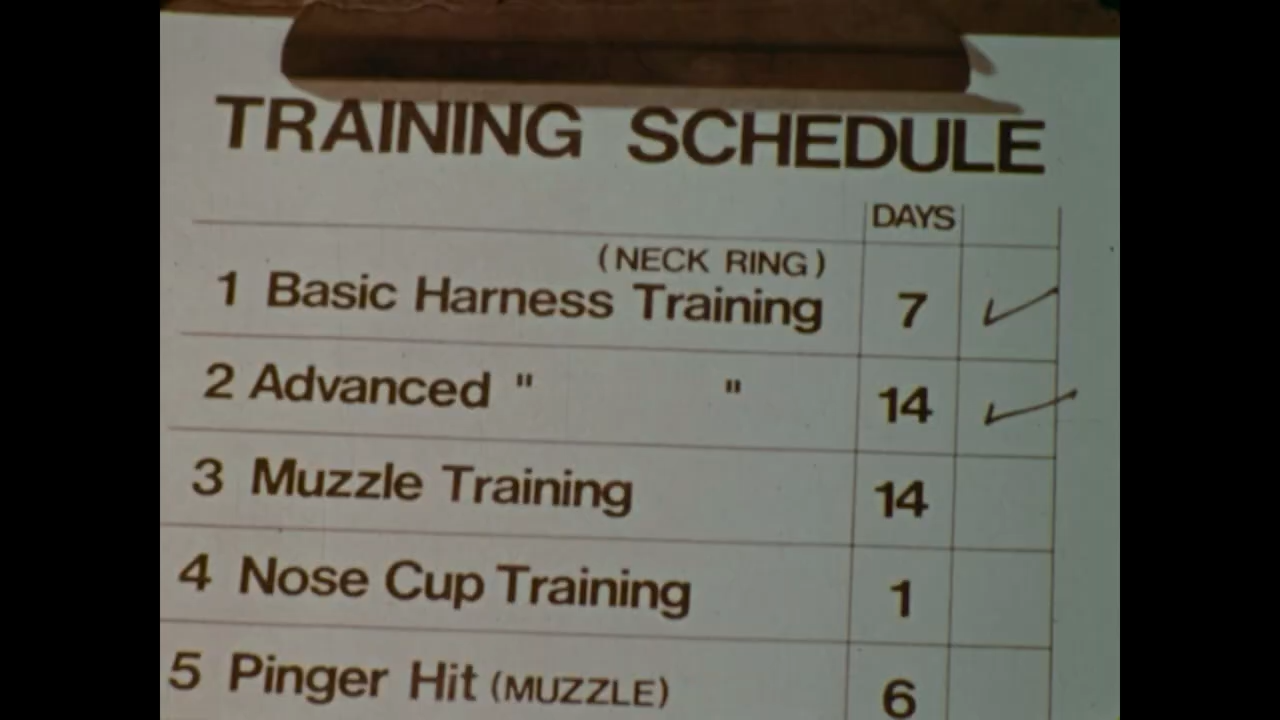 TRAINING SCHEDULE
DAYS
(NECK RING)
1 Basic Harness Training 7 ✓
2 Advanced " " 14 ✓
3 Muzzle Training 14
4 Nose Cup Training 1
5 Pinger Hit (MUZZLE) 6